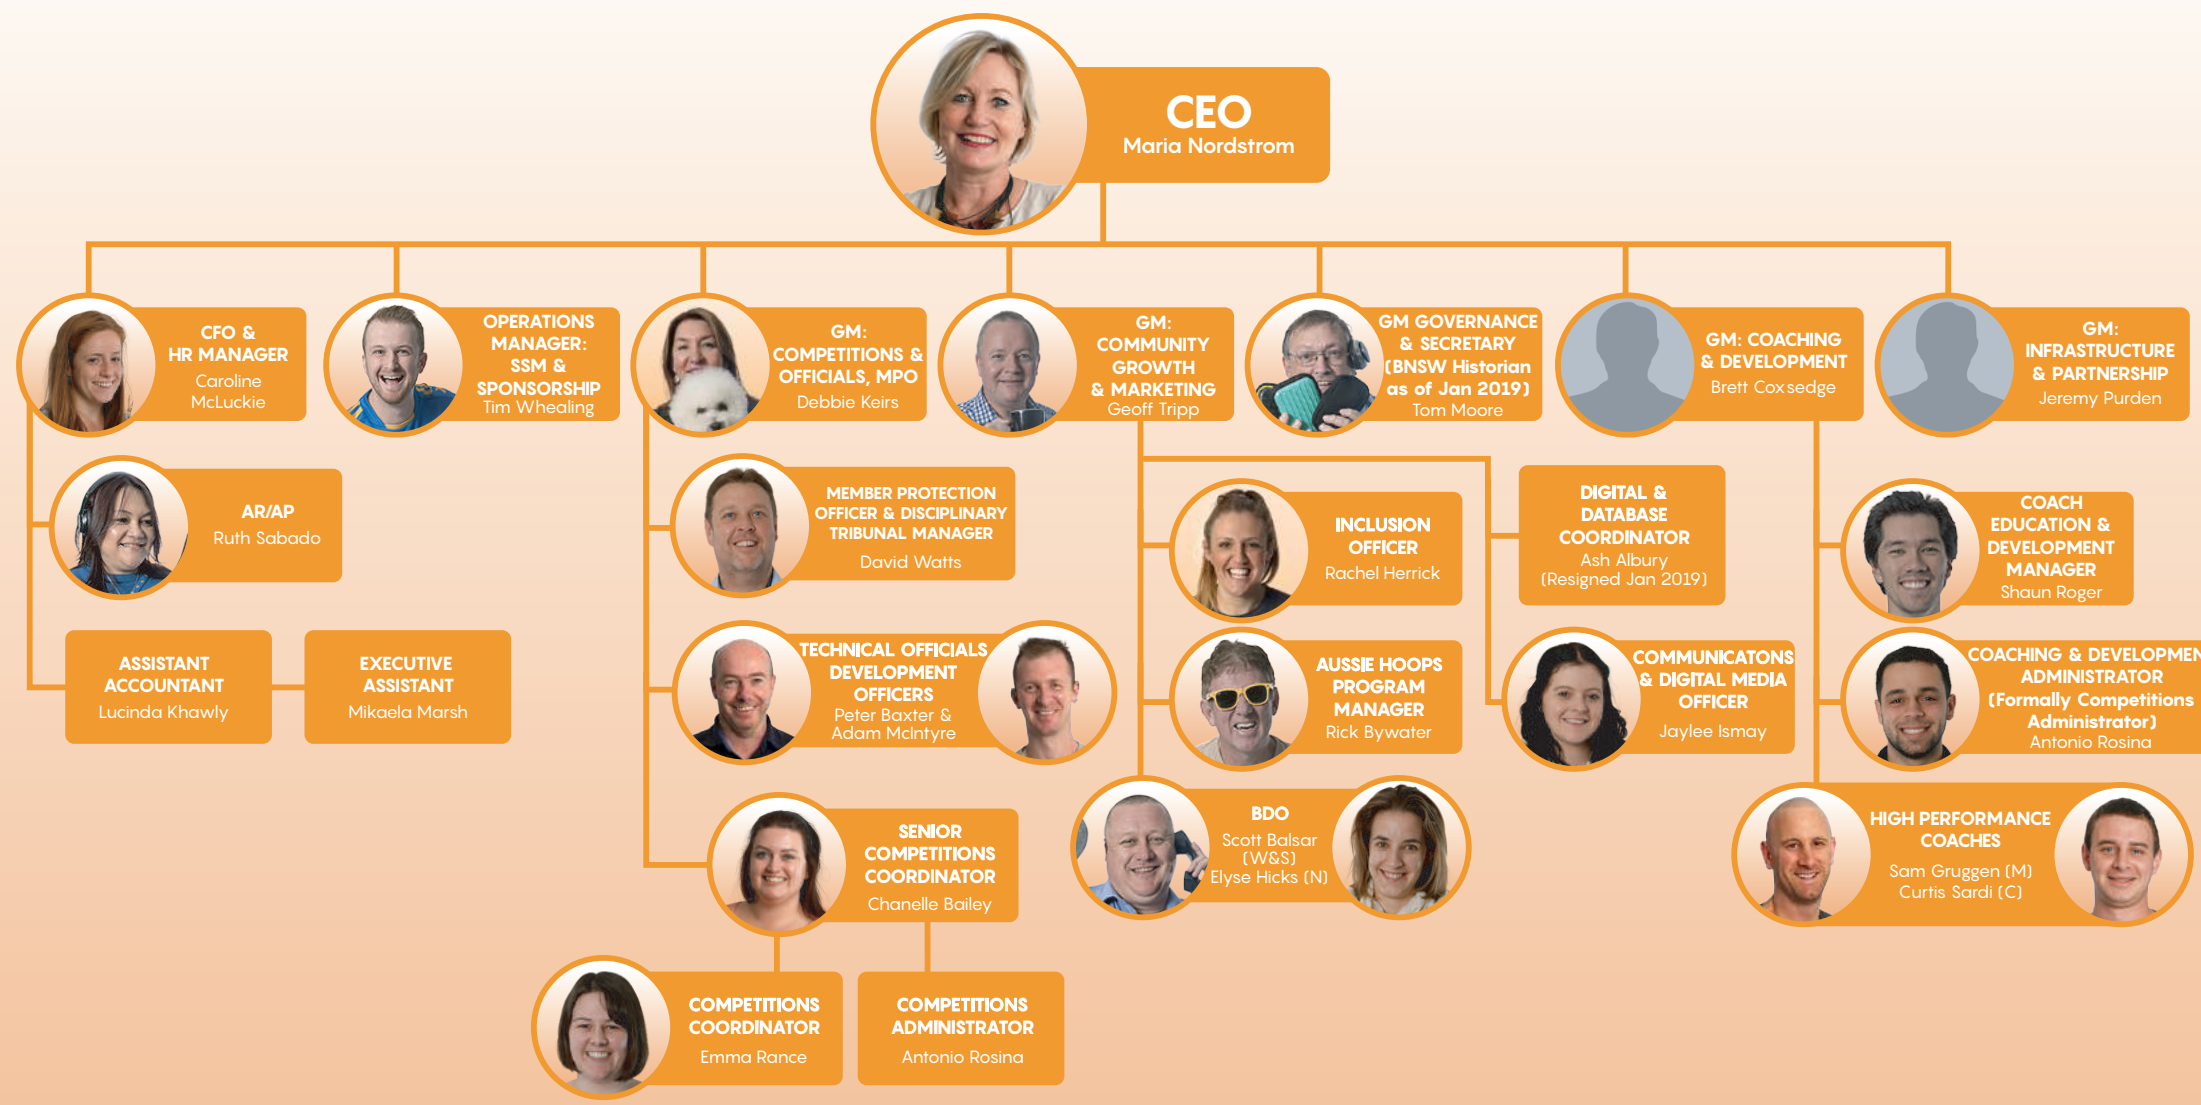 CEO
Maria Nordstrom
CFO &
HR MANAGER
Caroline
McLuckie
OPERATIONS
MANAGER:
SSM &
SPONSORSHIP
Tim Whealing
GM:
COMPETITIONS &
OFFICIALS, MPO
Debbie Keirs
GM:
COMMUNITY
GROWTH
& MARKETING
Geoff Tripp
GM GOVERNANCE
& SECRETARY
(BNSW Historian
as of Jan 2019)
Tom Moore
GM: COACHING
& DEVELOPMENT
Brett Coxsedge
GM:
INFRASTRUCTURE
& PARTNERSHIP
Jeremy Purden
AR/AP
Ruth Sabado
MEMBER PROTECTION
OFFICER & DISCIPLINARY
TRIBUNAL MANAGER
David Watts
INCLUSION
OFFICER
Rachel Herrick
DIGITAL &
DATABASE
COORDINATOR
Ash Albury
(Resigned Jan 2019)
COACH
EDUCATION &
DEVELOPMENT
MANAGER
Shaun Roger
ASSISTANT
ACCOUNTANT
Lucinda Khawly
EXECUTIVE
ASSISTANT
Mikaela Marsh
TECHNICAL OFFICIALS
DEVELOPMENT
OFFICERS
Peter Baxter &
Adam McIntyre
AUSSIE HOOPS
PROGRAM
MANAGER
Rick Bywater
COMMUNICATONS
& DIGITAL MEDIA
OFFICER
Jaylee Ismay
COACHING & DEVELOPMEN
ADMINISTRATOR
(Formally Competitions
Administrator)
Antonio Rosina
SENIOR
COMPETITIONS
COORDINATOR
Chanelle Bailey
BDO
Scott Balsar
(W&S)
Elyse Hicks (N)
HIGH PERFORMANCE
COACHES
Sam Gruggen (M)
Curtis Sardi (C)
COMPETITIONS
COORDINATOR
Emma Rance
COMPETITIONS
ADMINISTRATOR
Antonio Rosina